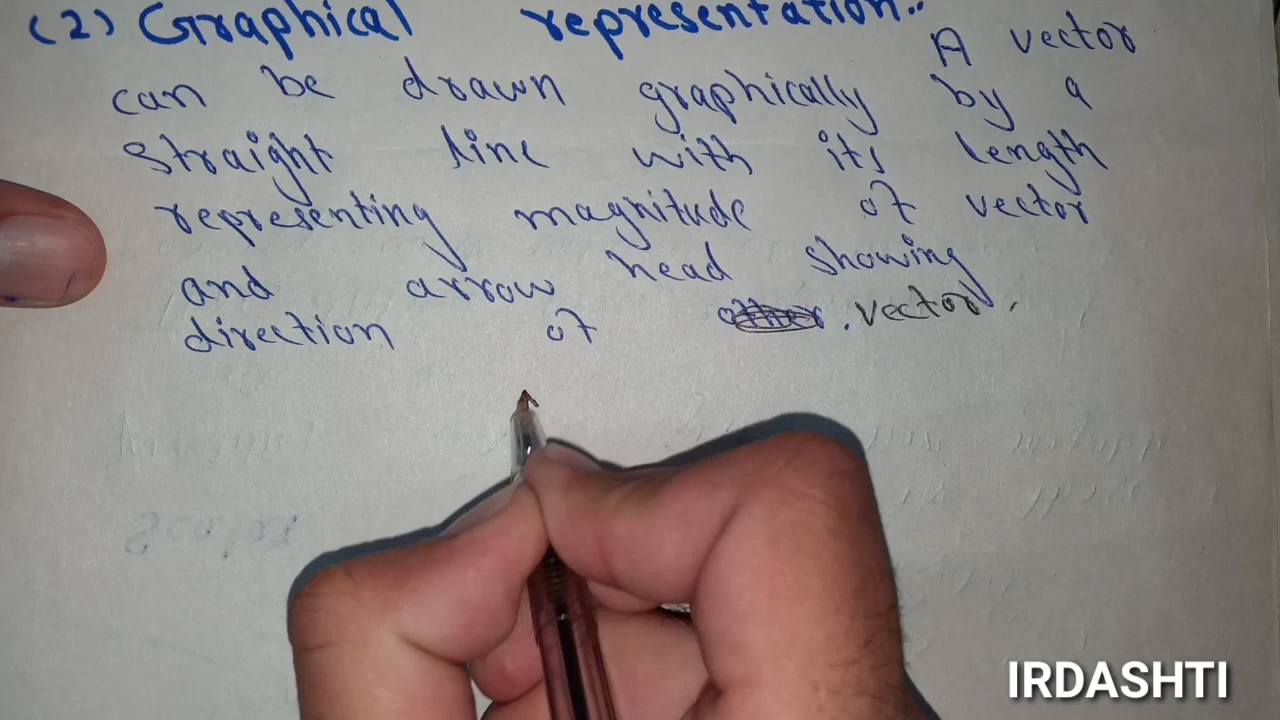 (2) Graphical representation..
A vector
can be drawn graphically by a
straight line with its length
representing magnitude of vector
and arrow head showing
direction of other . vector.
IRDASHTI